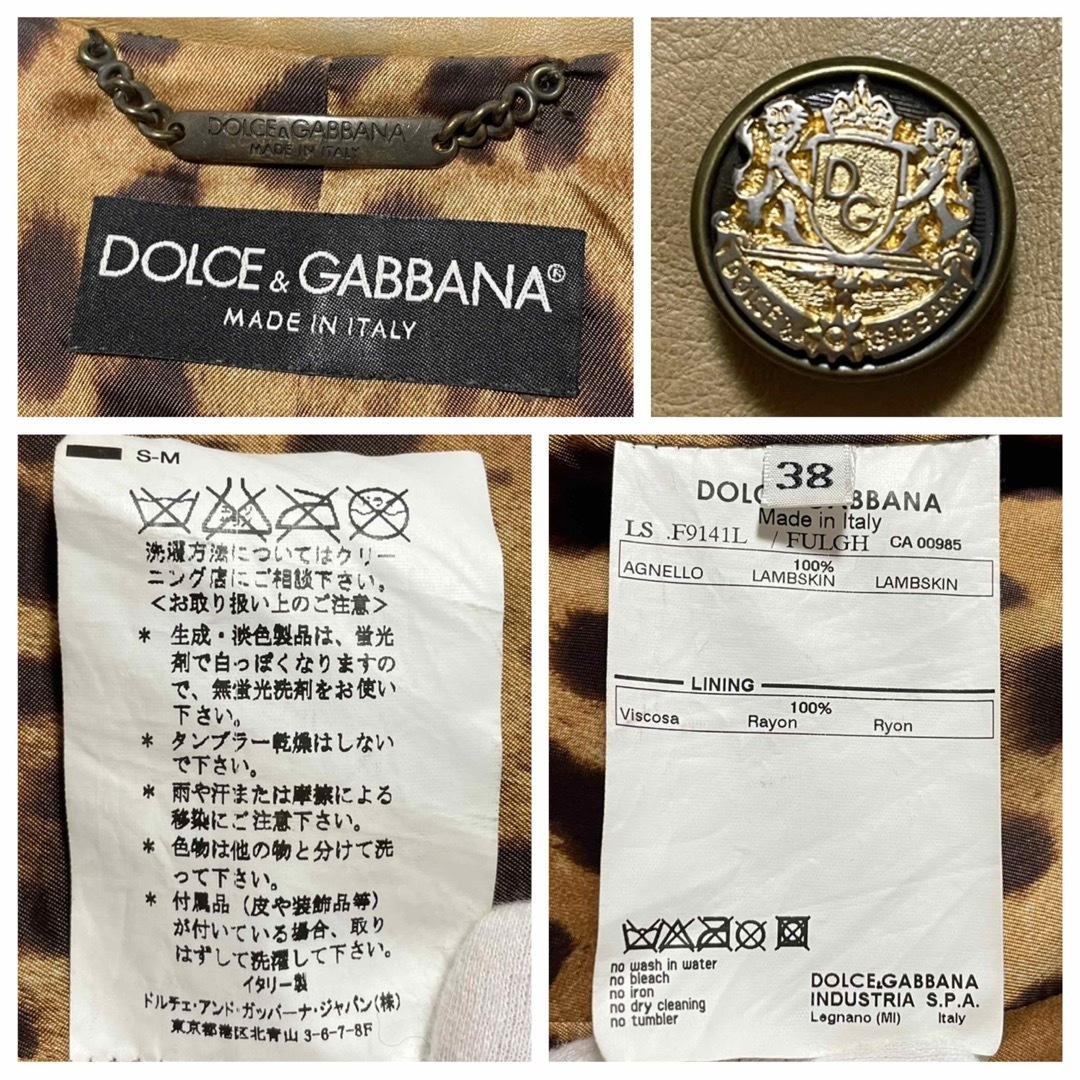 DOLCE&GABBANA
MADE IN ITALY
DOLCE&GABBANA®
MADE IN ITALY
DG
DOLCE & GABBANA
S-M
洗濯方法についてはクリー
ニング店にご相談下さい。
<お取り扱い上のご注意>
* 生成・淡色製品は、蛍光
剤で白っぽくなりますの
で、無蛍光洗剤をお使い
下さい。
* タンブラー乾燥はしない
で下さい。
* 雨や汗または摩擦による
移染にご注意下さい。
* 色物は他の物と分けて洗
って下さい。
* 付属品(皮や装飾品等)
が付いている場合、取り
はずして洗濯して下さい。
イタリー製
ドルチェ・アンド・ガッバーナ・ジャパン(株)
東京都港区北青山 3-6-7-8F
38
DOLC GABBANA
Made in Italy
LS .F9141L / FULGH CA 00985
100%
AGNELLO LAMBSKIN LAMBSKIN
LINING
100%
Viscosa Rayon Ryon
no wash in water
no bleach
no iron
no dry cleaning
no tumbler
DOLCE&GABBANA
INDUSTRIA S.P.A.
Legnano (MI) Italy